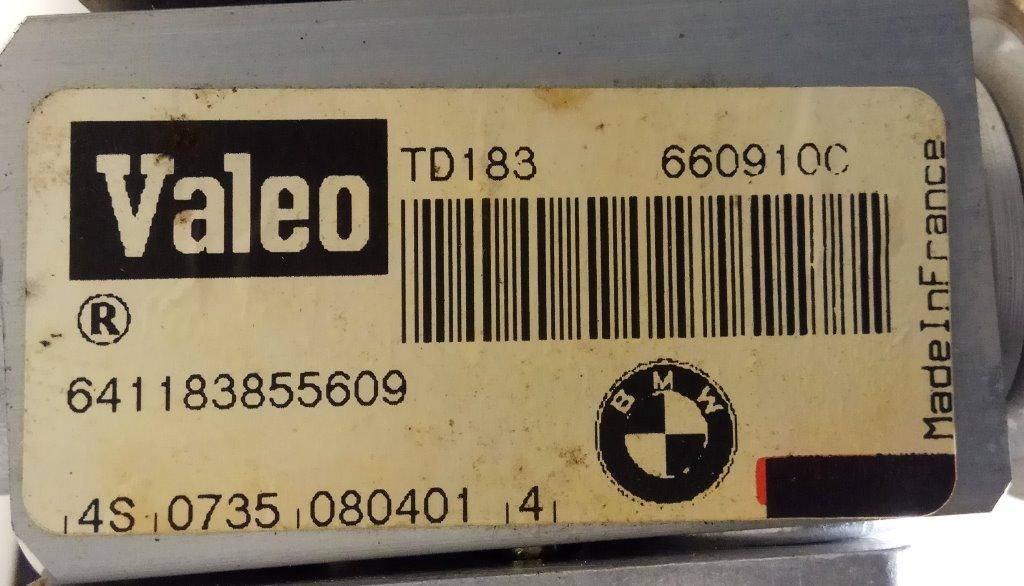 Valeo
TD183 660910C
®
641183855609
BMW
4S 0735 080401 4
MadeInFrance